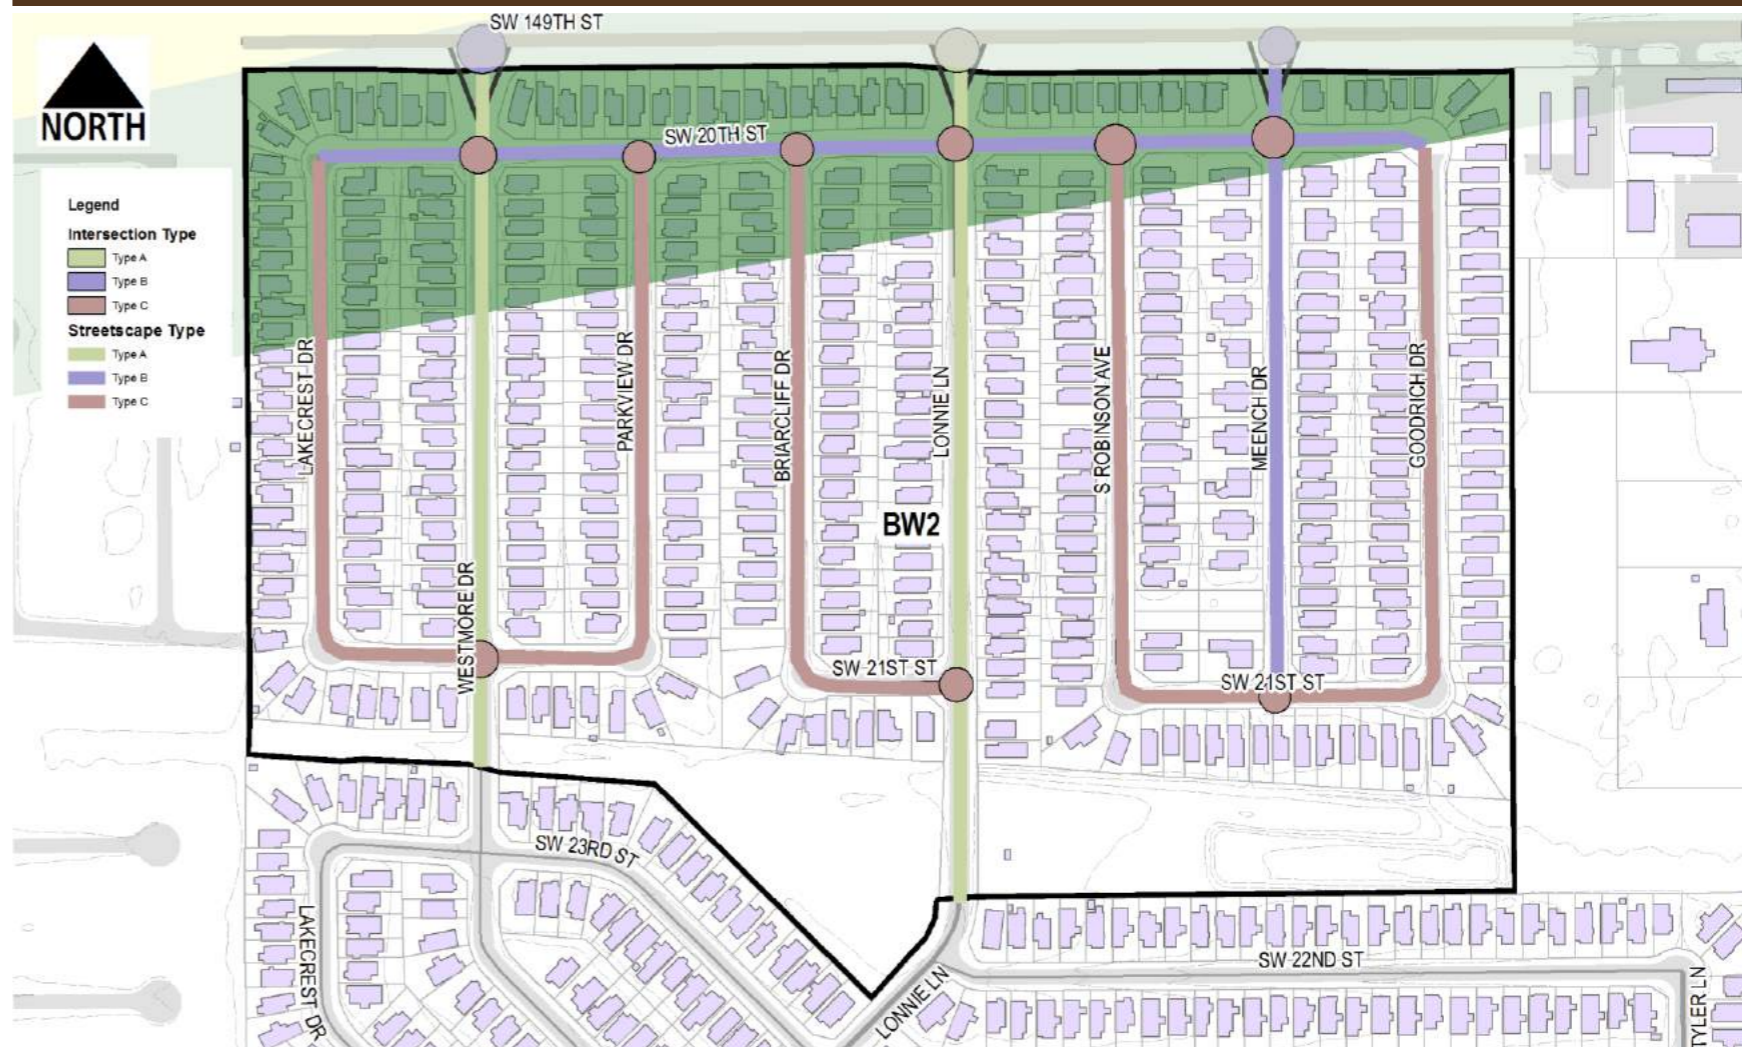 SW 149TH ST
NORTH
SW 20TH ST
Legend
Intersection Type
Type A
Type B
Type C
Streetscape Type
Type A
Type B
Type C
LAKECREST DR
WESTMORE DR
PARKVIEW DR
BRIARCLIFF DR
LONNIE LN
S ROBINSON AVE
MEENCH DR
GOODRICH DR
BW2
SW 21ST ST
SW 21ST ST
SW 23RD ST
LAKECREST DR
LONNIE LN
SW 22ND ST
TYLER LN